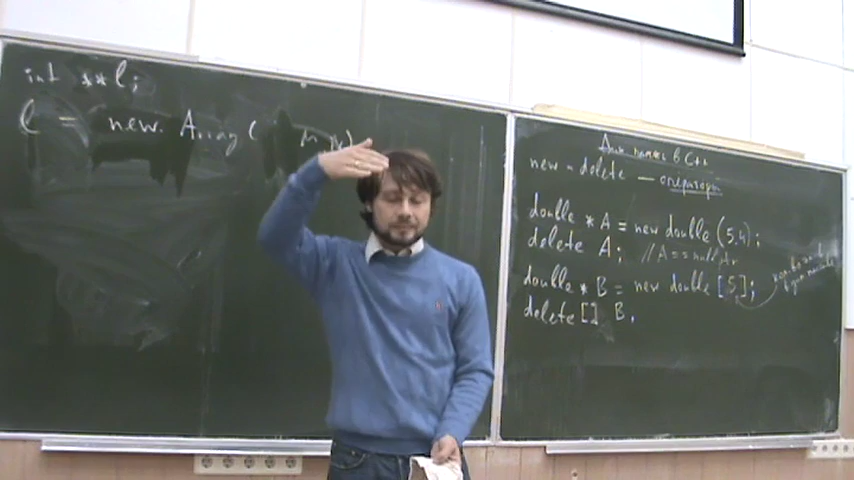 int **l;
l = new Array( n, N)
Дин. память в C++
new и delete — операторы
double * A = new double (5,4);
delete A; // A == nullptr
double * B = new double [5];
delete [] B,